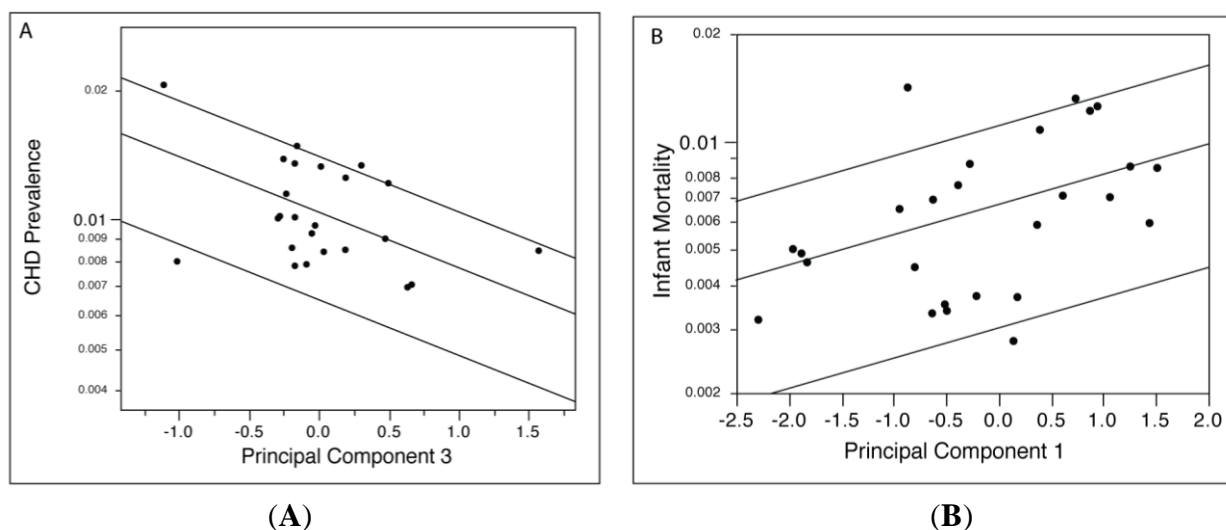 A
CHD Prevalence
0.02
0.01
0.009
0.008
0.007
0.006
0.005
0.004
-1.0 -0.5 0.0 0.5 1.0 1.5
Principal Component 3
(A)
B
Infant Mortality
0.02
0.01
0.008
0.007
0.006
0.005
0.004
0.003
0.002
-2.5 -2.0 -1.5 -1.0 -0.5 0.0 0.5 1.0 1.5 2.0
Principal Component 1
(B)